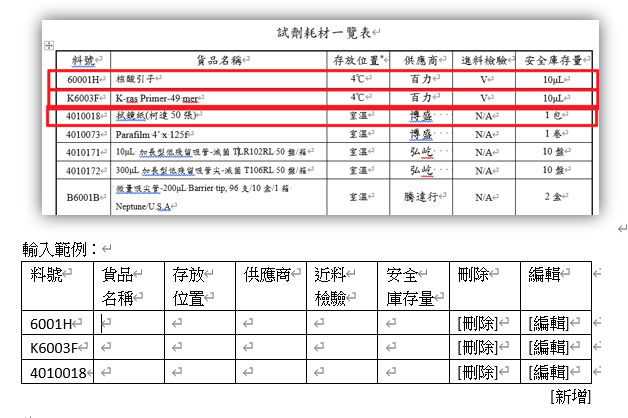 試劑耗材一覽表
料號 貨品名稱 存放位置* 供應商 進料檢驗 安全庫存量
60001H 核酸引子 4℃ 百力 V 10μL
K6003F K-ras Primer-49 mer 4℃ 百力 V 10μL
4010018 拭鏡紙(柯達 50 張) 室溫 博盛 N/A 1 包
4010073 Parafilm 4' x 125f 室溫 博盛 N/A 1 卷
4010171 10μL 加長型低殘留吸管-滅菌 TLR102RL 50 盤/箱 室溫 弘屹 N/A 10 盤
4010172 300μL 加長型低殘留吸管尖-滅菌 T106RL 50 盤/箱 室溫 弘屹 N/A 10 盤
B6001B 微量吸尖管-200μL Barrier tip, 96 支/10 盒/1 箱 室溫 騰達行 N/A 2 盒
Neptune/U.S.A
輸入範例：
料號 貨品 存放 供應商 近料 安全 刪除 編輯
名稱 位置 檢驗 庫存量
6001H [刪除] [編輯]
K6003F [刪除] [編輯]
4010018 [刪除] [編輯]
[新增]